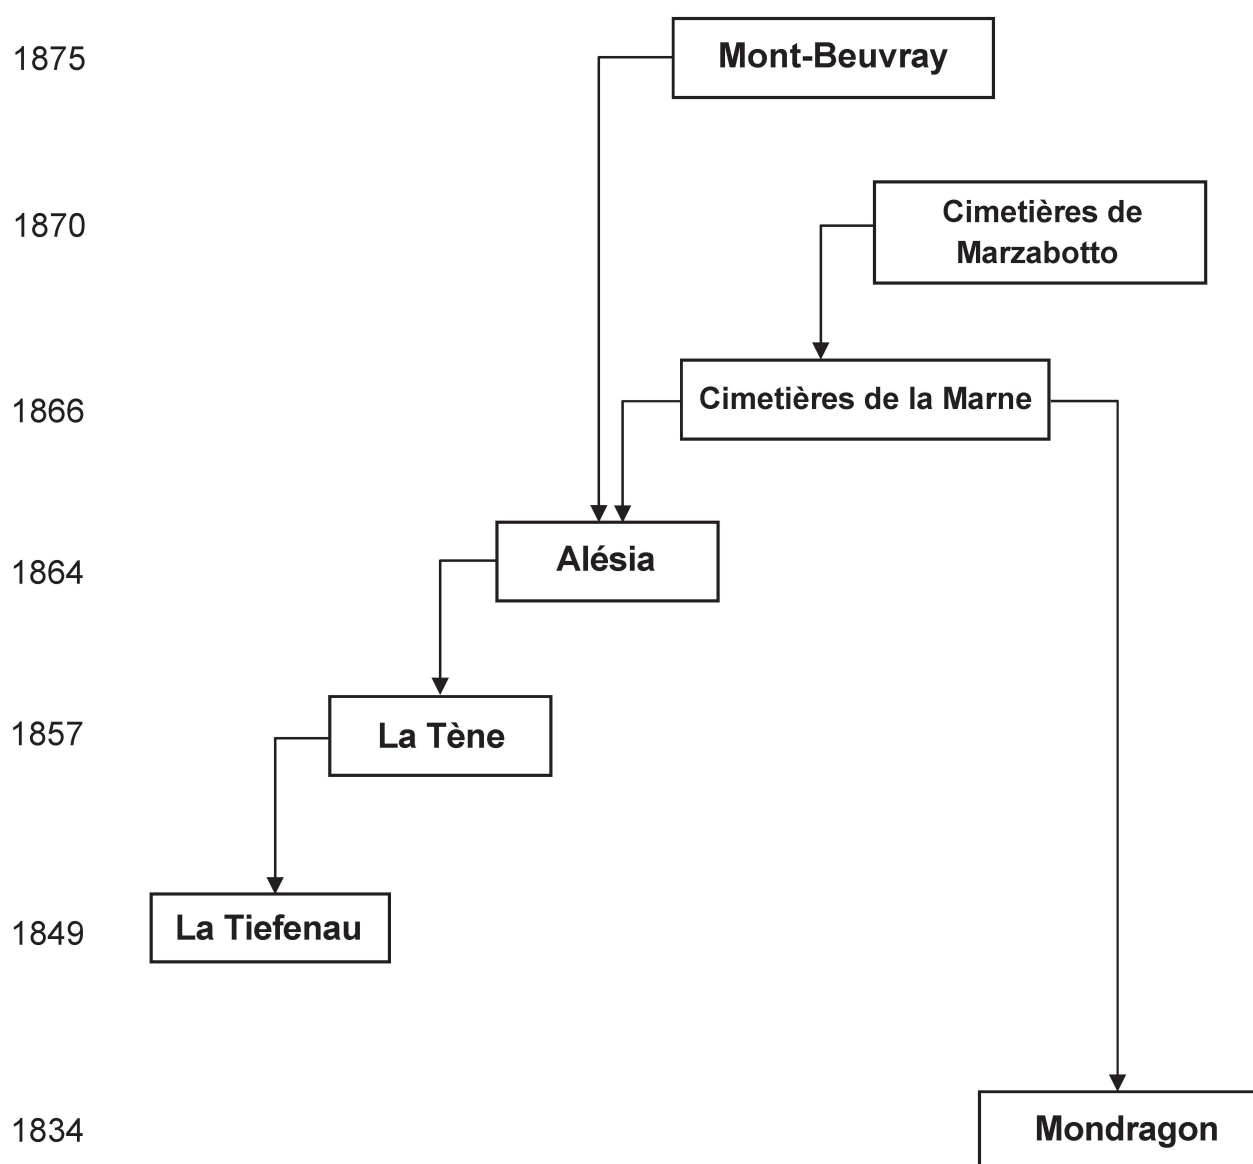 1875
Mont-Beuvray
1870
Cimetières de
Marzabotto
1866
Cimetières de la Marne
1864
Alésia
1857
La Tène
1849
La Tiefenau
1834
Mondragon